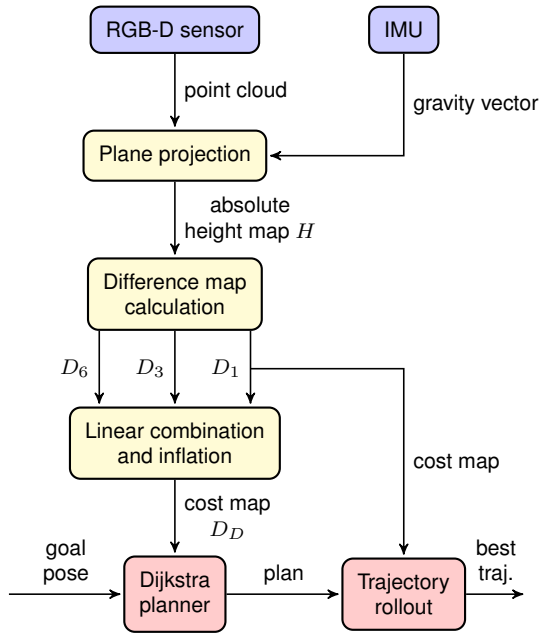 RGB-D sensor
IMU
point cloud
gravity vector
Plane projection
absolute
height map H
Difference map
calculation
D₆
D₃
D₁
Linear combination
and inflation
cost map
cost map
D_D
goal
pose
Dijkstra
planner
plan
Trajectory
rollout
best
traj.